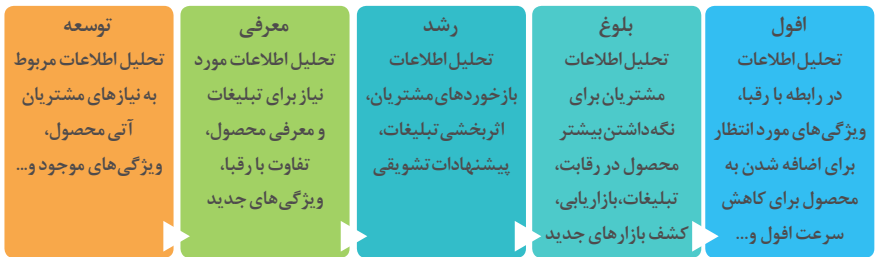 توسعه
تحلیل اطلاعات مربوط
به نیازهای مشتریان
آتی محصول،
ویژگی‌های موجود و...
معرفی
تحلیل اطلاعات مورد
نیاز برای تبلیغات
و معرفی محصول،
تفاوت با رقبا،
ویژگی‌های جدید
رشد
تحلیل اطلاعات
بازخوردهای مشتریان،
اثربخشی تبلیغات،
پیشنهادات تشویقی
بلوغ
تحلیل اطلاعات
مشتریان برای
نگه‌داشتن بیشتر
محصول در رقابت،
تبلیغات، بازاریابی،
کشف بازارهای جدید
افول
تحلیل اطلاعات
در رابطه با رقبا،
ویژگی‌های مورد انتظار
برای اضافه شدن به
محصول برای کاهش
سرعت افول و...